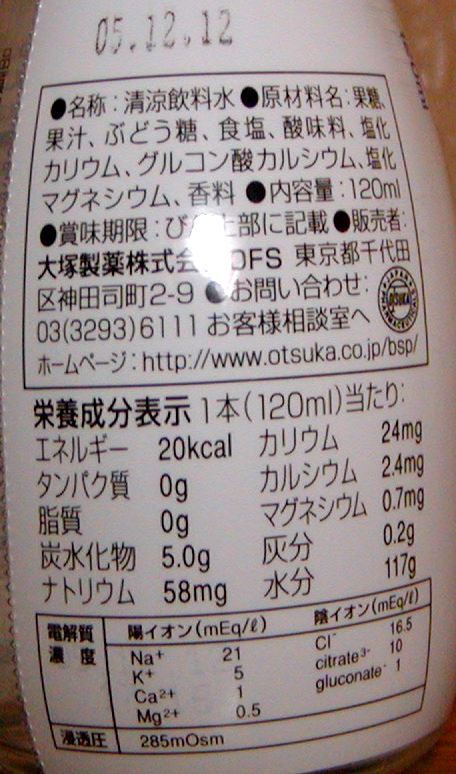 05.12.12
●名称:清涼飲料水●原材料名:果糖、
果汁、ぶどう糖、食塩、酸味料、塩化
カリウム、グルコン酸カルシウム、塩化
マグネシウム、香料 ●内容量:120ml
●賞味期限:び 上部に記載●販売者:
大塚製薬株式会 OFS 東京都千代田
区神田司町2-9 ●お問い合わせ:
03(3293)6111 お客様相談室へ
ホームページ:http://www.otsuka.co.jp/bsp/
OTSUKA
栄養成分表示 1本(120ml)当たり:
エネルギー 20kcal カリウム 24mg
タンパク質 0g カルシウム 2.4mg
脂質 0g マグネシウム 0.7mg
炭水化物 5.0g 灰分 0.2g
ナトリウム 58mg 水分 117g
電解質 陽イオン(mEq/ℓ) 陰イオン(mEq/ℓ)
濃度 Na+ 21 Cl- 16.5
K+ 5 citrate3- 10
Ca2+ 1 gluconate- 1
Mg2+ 0.5
浸透圧 285mOsm